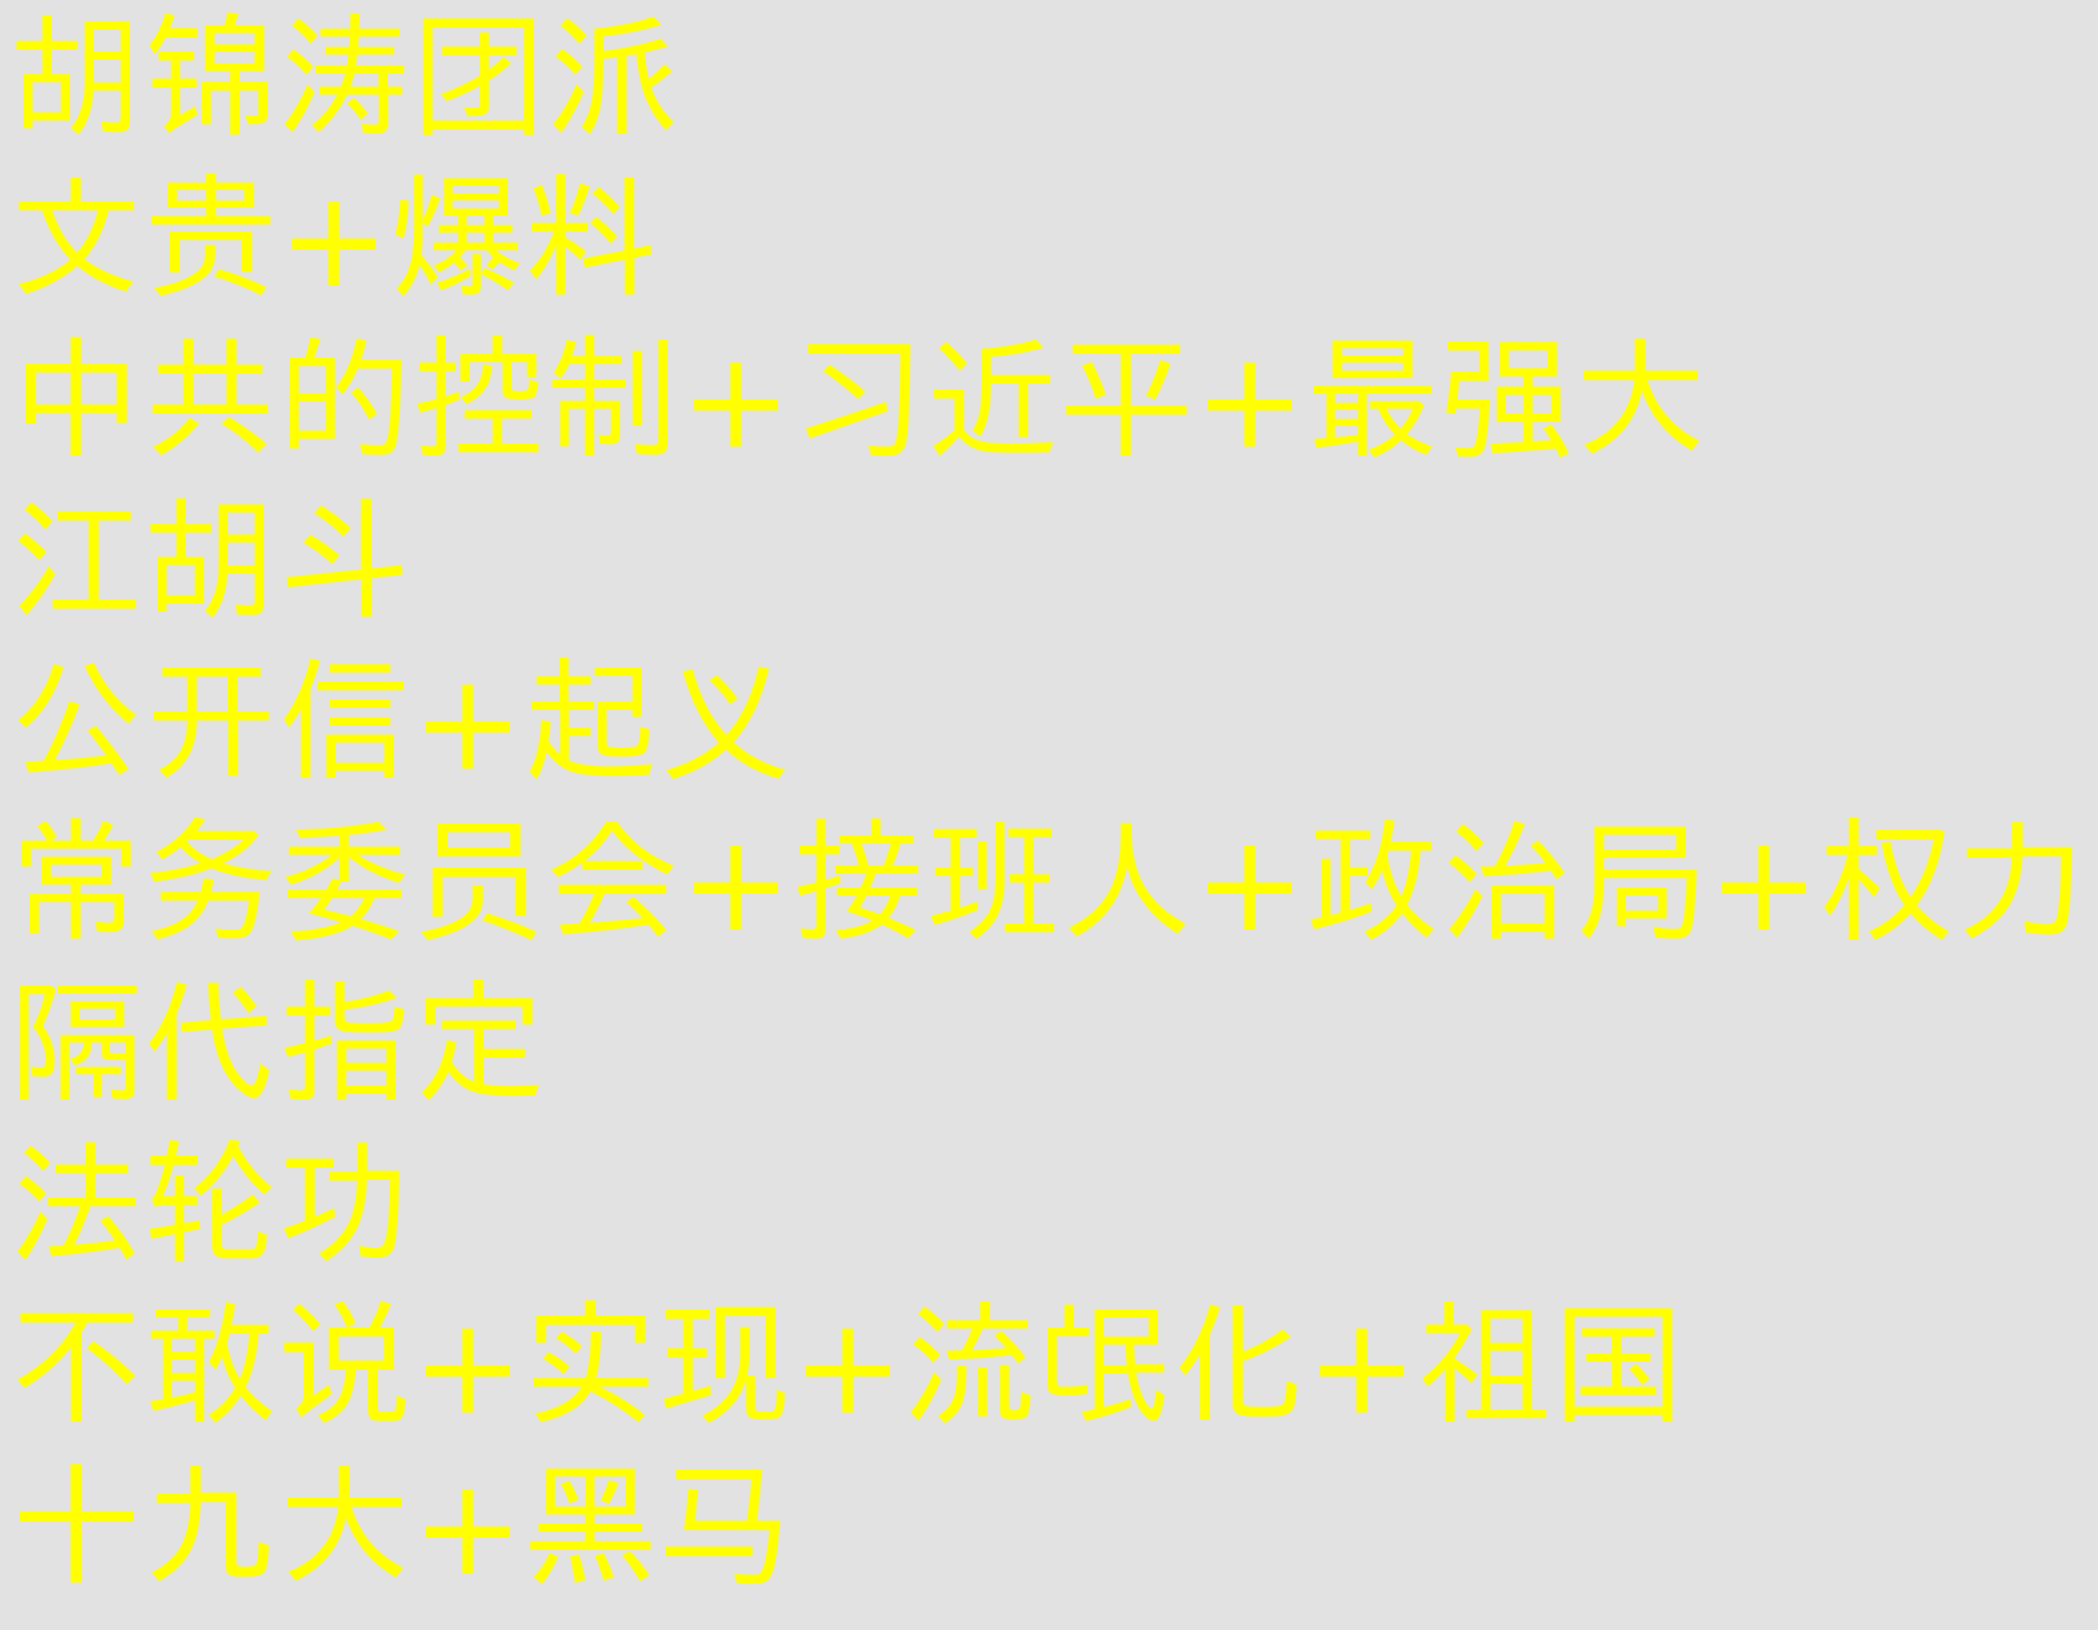 胡锦涛团派
文贵+爆料
中共的控制+习近平+最强大
江胡斗
公开信+起义
常务委员会+接班人+政治局+权力
隔代指定
法轮功
不敢说+实现+流氓化+祖国
十九大+黑马